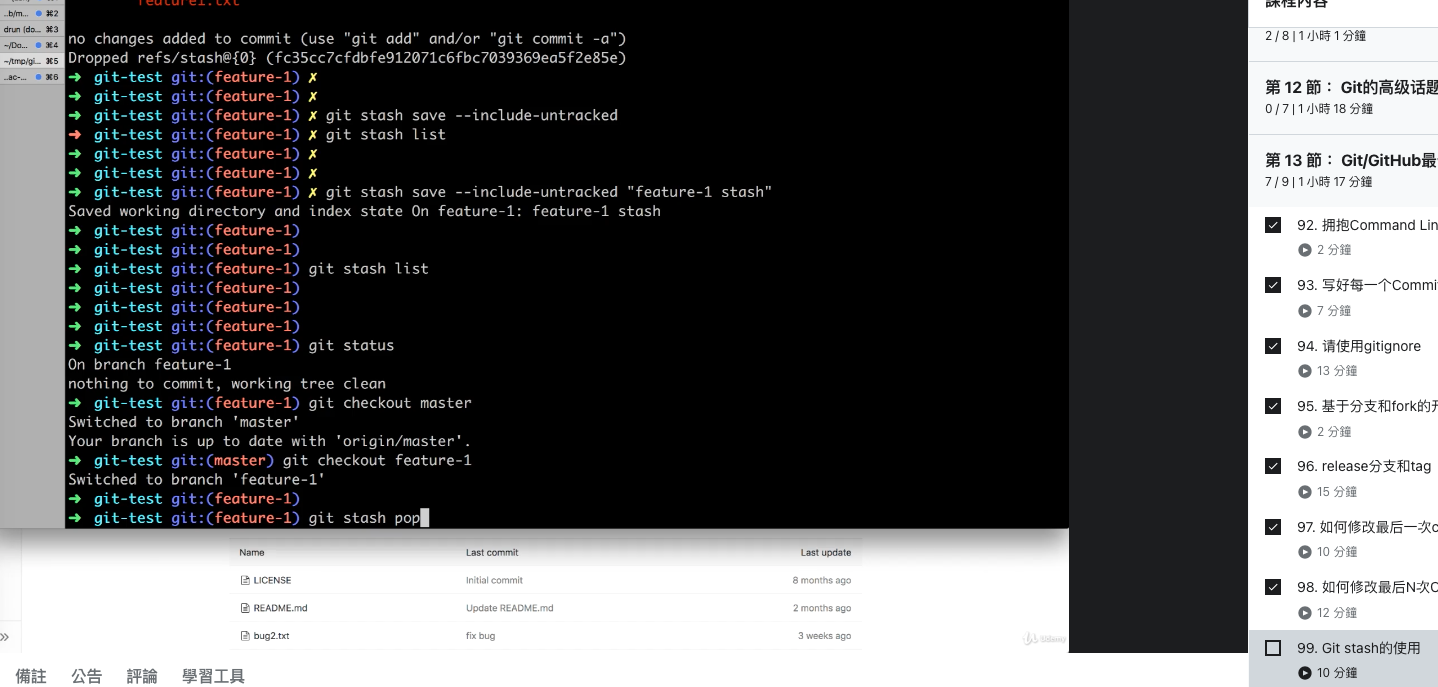 ..b/m... ⌘2
drun (do... ⌘3
~/Do... ⌘4
~/tmp/gi... ⌘5
..ac-... ⌘6
feature1.txt
no changes added to commit (use "git add" and/or "git commit -a")
Dropped refs/stash@{0} (fc35cc7cfdbfe912071c6fbc7039369ea5f2e85e)
➜ git-test git:(feature-1) ✗
➜ git-test git:(feature-1) ✗
➜ git-test git:(feature-1) ✗ git stash save --include-untracked
➜ git-test git:(feature-1) ✗ git stash list
➜ git-test git:(feature-1) ✗
➜ git-test git:(feature-1) ✗
➜ git-test git:(feature-1) ✗ git stash save --include-untracked "feature-1 stash"
Saved working directory and index state On feature-1: feature-1 stash
➜ git-test git:(feature-1)
➜ git-test git:(feature-1)
➜ git-test git:(feature-1) git stash list
➜ git-test git:(feature-1)
➜ git-test git:(feature-1)
➜ git-test git:(feature-1)
➜ git-test git:(feature-1) git status
On branch feature-1
nothing to commit, working tree clean
➜ git-test git:(feature-1) git checkout master
Switched to branch 'master'
Your branch is up to date with 'origin/master'.
➜ git-test git:(master) git checkout feature-1
Switched to branch 'feature-1'
➜ git-test git:(feature-1)
➜ git-test git:(feature-1) git stash pop
Name Last commit Last update
LICENSE Initial commit 8 months ago
README.md Update README.md 2 months ago
bug2.txt fix bug 3 weeks ago
Udemy
備註 公告 評論 學習工具
課程內容
2 / 8 | 1 小時 1 分鐘
第 12 節： Git的高级话题
0 / 7 | 1 小時 18 分鐘
第 13 節： Git/GitHub最
7 / 9 | 1 小時 17 分鐘
92. 拥抱Command Lin
2 分鐘
93. 写好每一个Commi
7 分鐘
94. 请使用gitignore
13 分鐘
95. 基于分支和fork的开
2 分鐘
96. release分支和tag
15 分鐘
97. 如何修改最后一次c
10 分鐘
98. 如何修改最后N次C
12 分鐘
99. Git stash的使用
10 分鐘